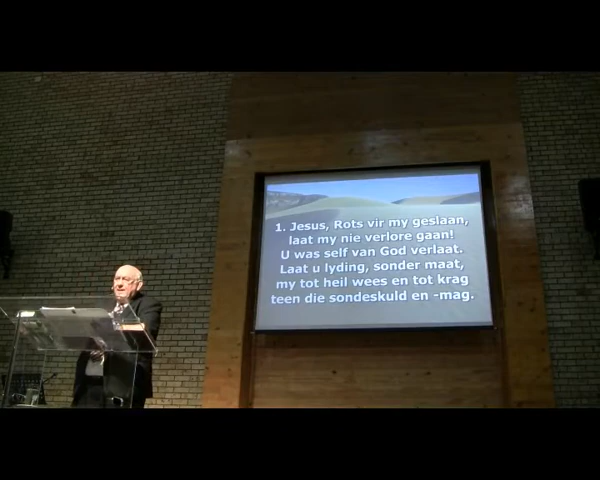 1. Jesus, Rots vir my geslaan,
laat my nie verlore gaan!
U was self van God verlaat.
Laat u lyding, sonder maat,
my tot heil wees en tot krag
teen die sondeskuld en -mag.